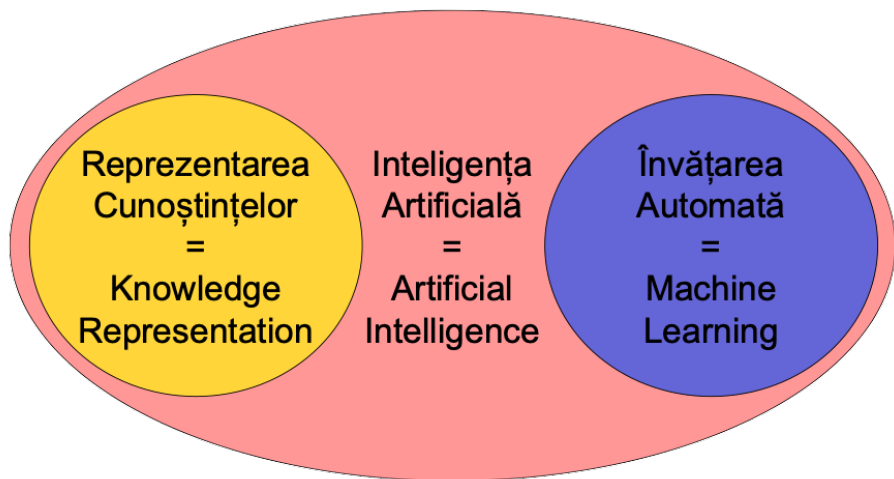 Reprezentarea
Cunoștințelor
=
Knowledge
Representation
Inteligența
Artificială
=
Artificial
Intelligence
Învățarea
Automată
=
Machine
Learning